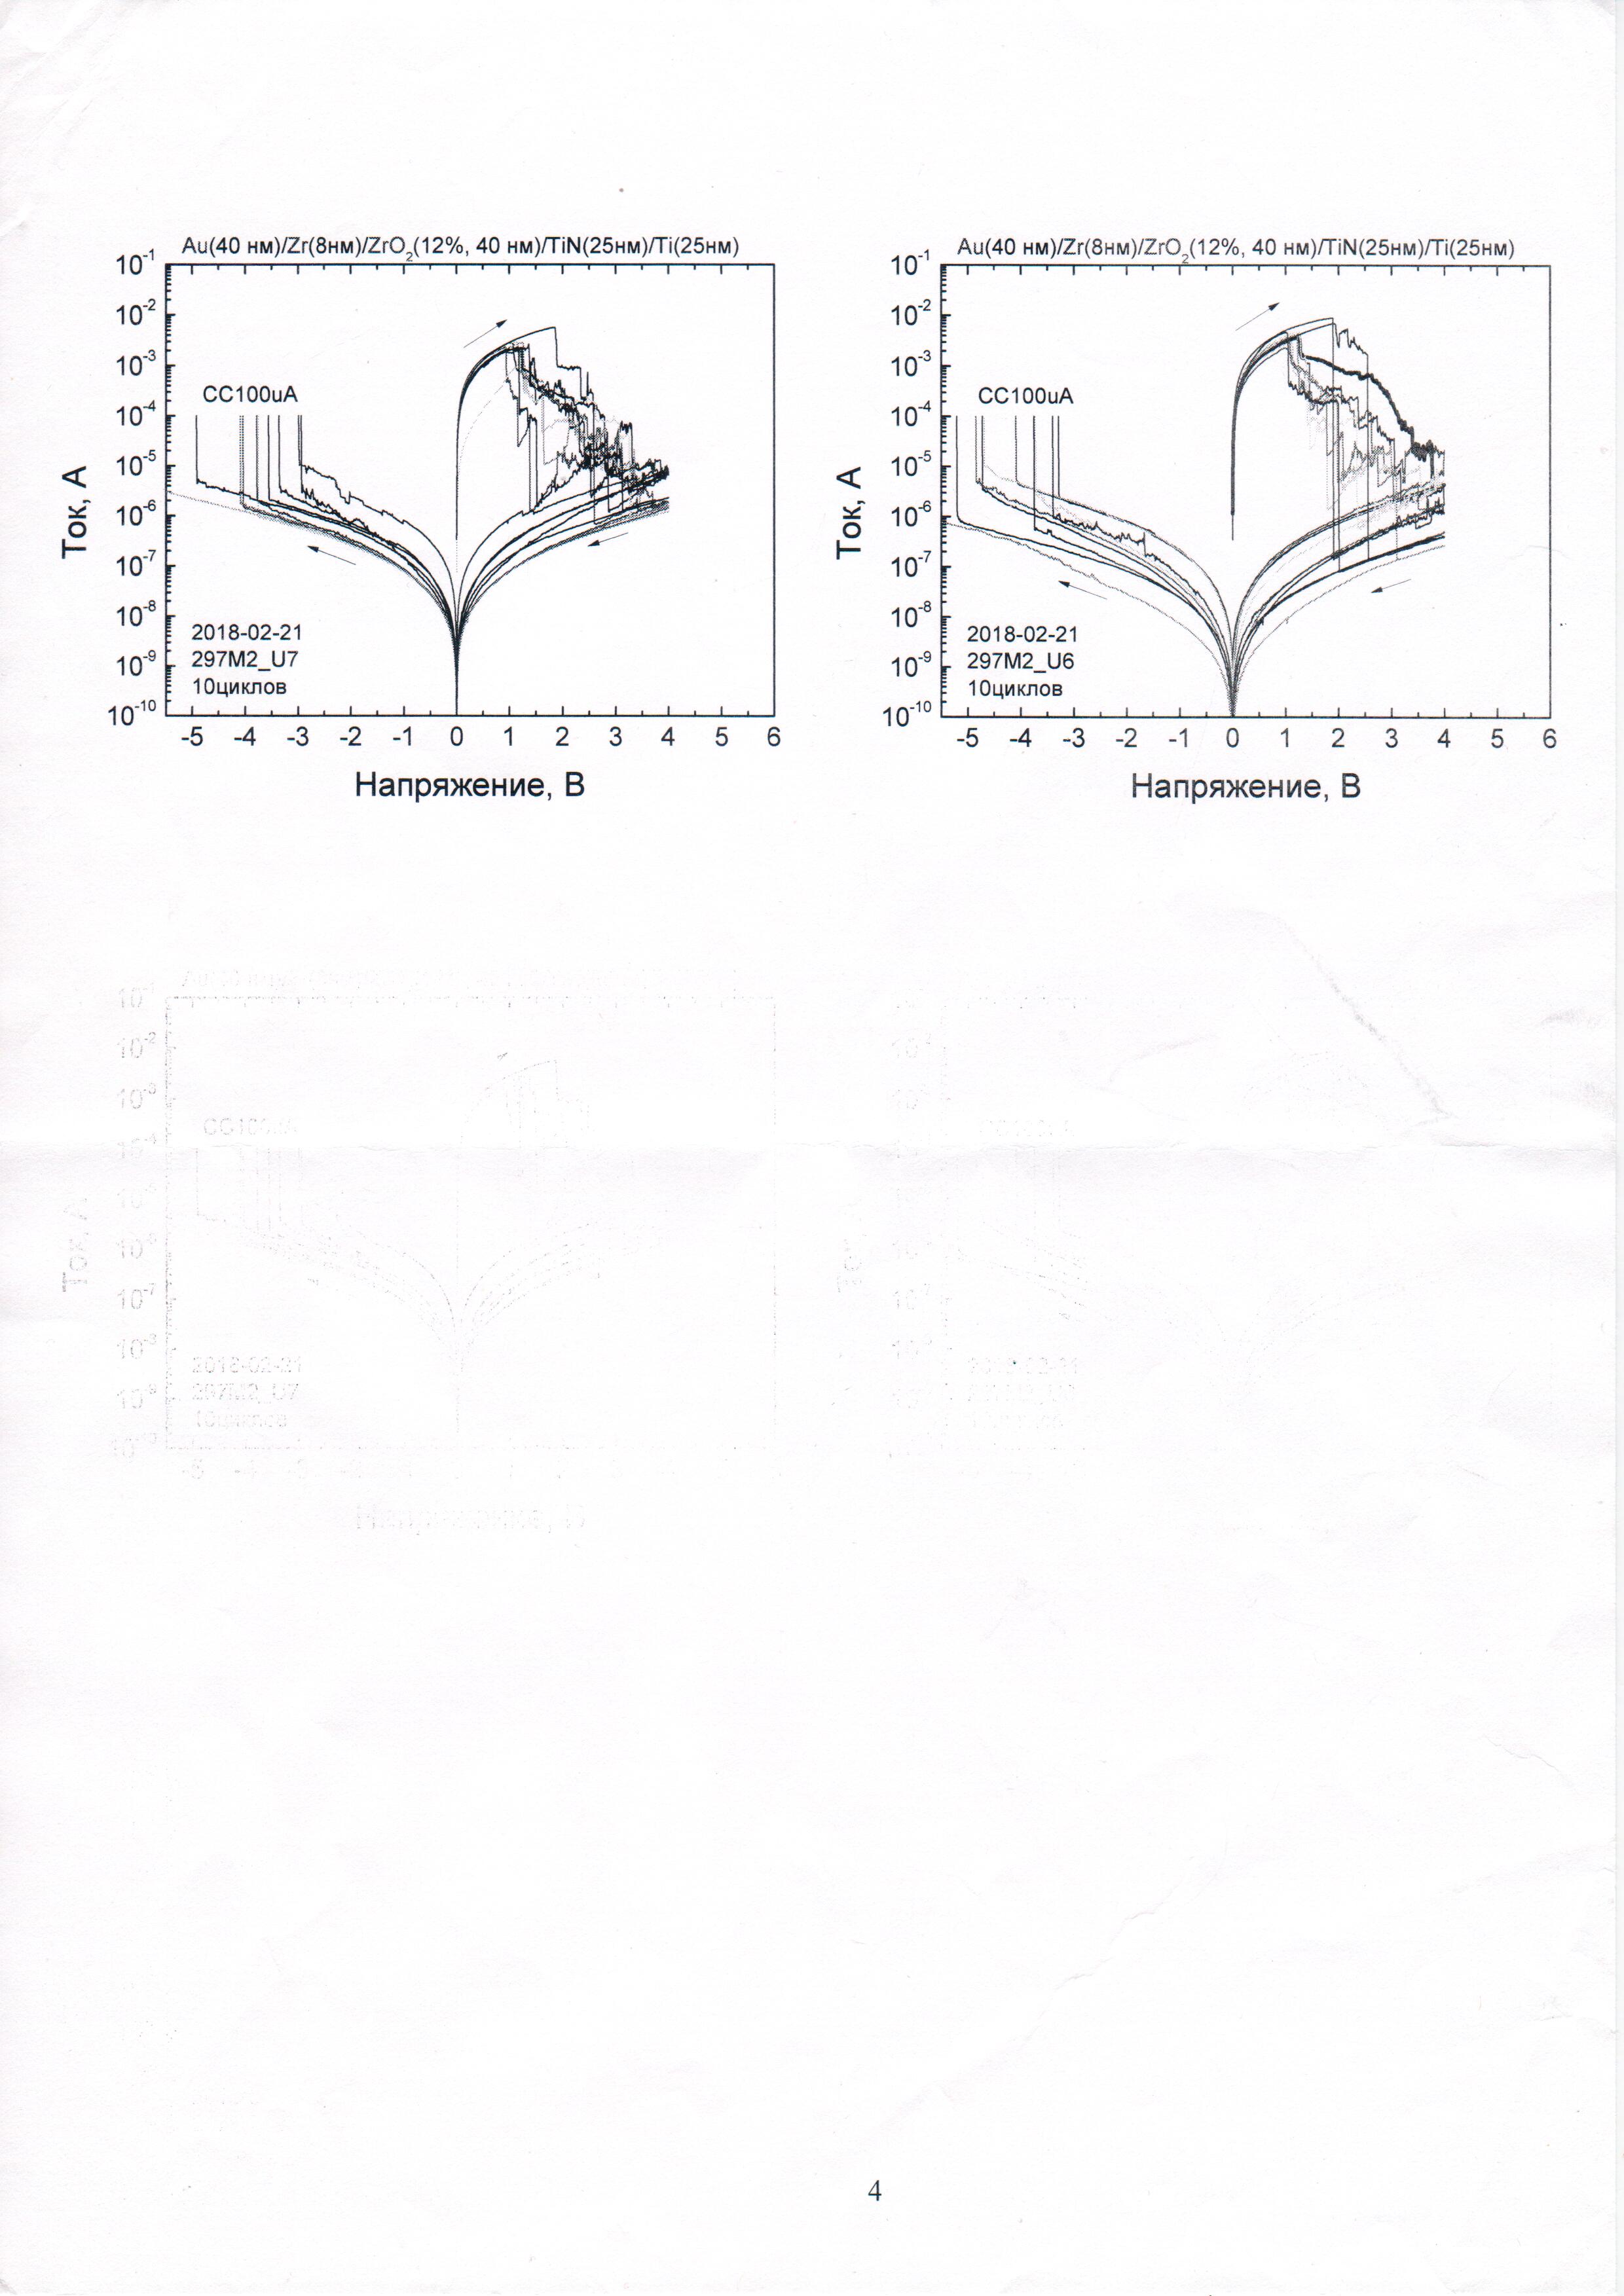 Au(40 нм)/Zr(8нм)/ZrO₂(12%, 40 нм)/TiN(25нм)/Ti(25нм)
10⁻¹
10⁻²
10⁻³
10⁻⁴
10⁻⁵
10⁻⁶
10⁻⁷
10⁻⁸
10⁻⁹
10⁻¹⁰
Ток, А
CC100uA
2018-02-21
297M2_U7
10циклов
-5 -4 -3 -2 -1 0 1 2 3 4 5 6
Напряжение, В
Au(40 нм)/Zr(8нм)/ZrO₂(12%, 40 нм)/TiN(25нм)/Ti(25нм)
10⁻¹
10⁻²
10⁻³
10⁻⁴
10⁻⁵
10⁻⁶
10⁻⁷
10⁻⁸
10⁻⁹
10⁻¹⁰
Ток, А
CC100uA
2018-02-21
297M2_U6
10циклов
-5 -4 -3 -2 -1 0 1 2 3 4 5 6
Напряжение, В
4